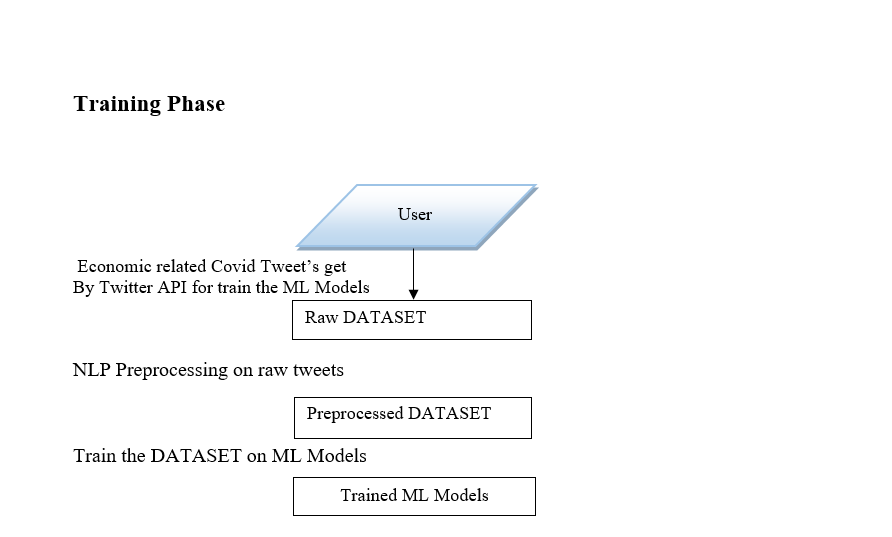 Training Phase
User
Economic related Covid Tweet’s get
By Twitter API for train the ML Models
Raw DATASET
NLP Preprocessing on raw tweets
Preprocessed DATASET
Train the DATASET on ML Models
Trained ML Models